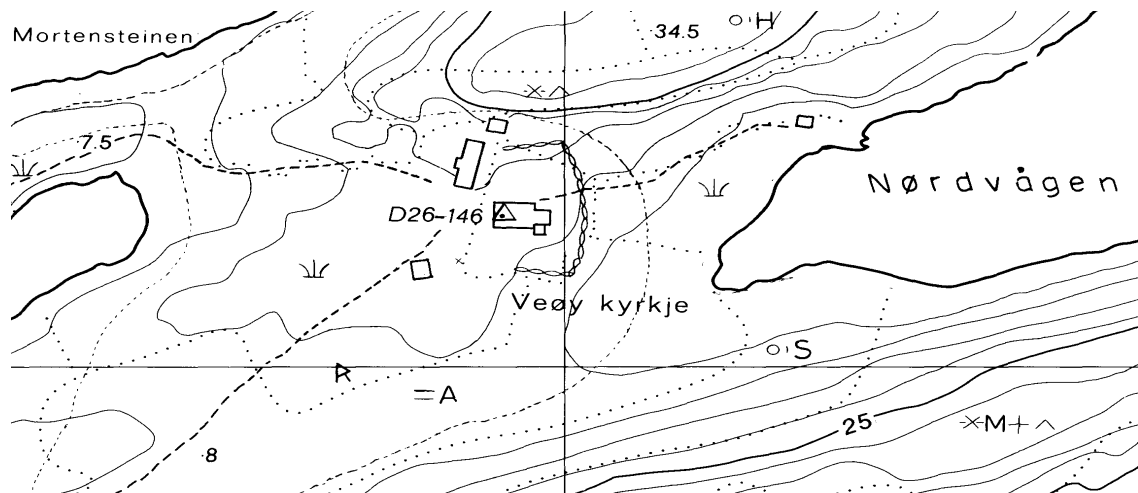 Mortensteinen
34.5
H
7.5
Nørdvågen
D26-146
Veøy kyrkje
S
R
=A
25
M
.8